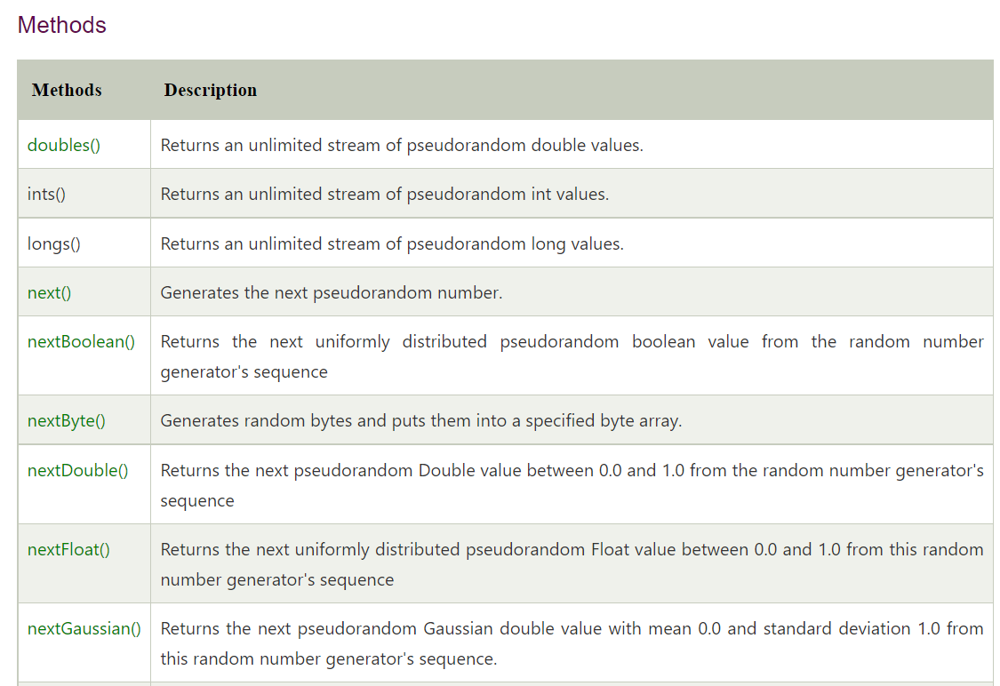 Methods
Methods Description
doubles() Returns an unlimited stream of pseudorandom double values.
ints() Returns an unlimited stream of pseudorandom int values.
longs() Returns an unlimited stream of pseudorandom long values.
next() Generates the next pseudorandom number.
nextBoolean() Returns the next uniformly distributed pseudorandom boolean value from the random number
generator's sequence
nextByte() Generates random bytes and puts them into a specified byte array.
nextDouble() Returns the next pseudorandom Double value between 0.0 and 1.0 from the random number generator's
sequence
nextFloat() Returns the next uniformly distributed pseudorandom Float value between 0.0 and 1.0 from this random
number generator's sequence
nextGaussian() Returns the next pseudorandom Gaussian double value with mean 0.0 and standard deviation 1.0 from
this random number generator's sequence.